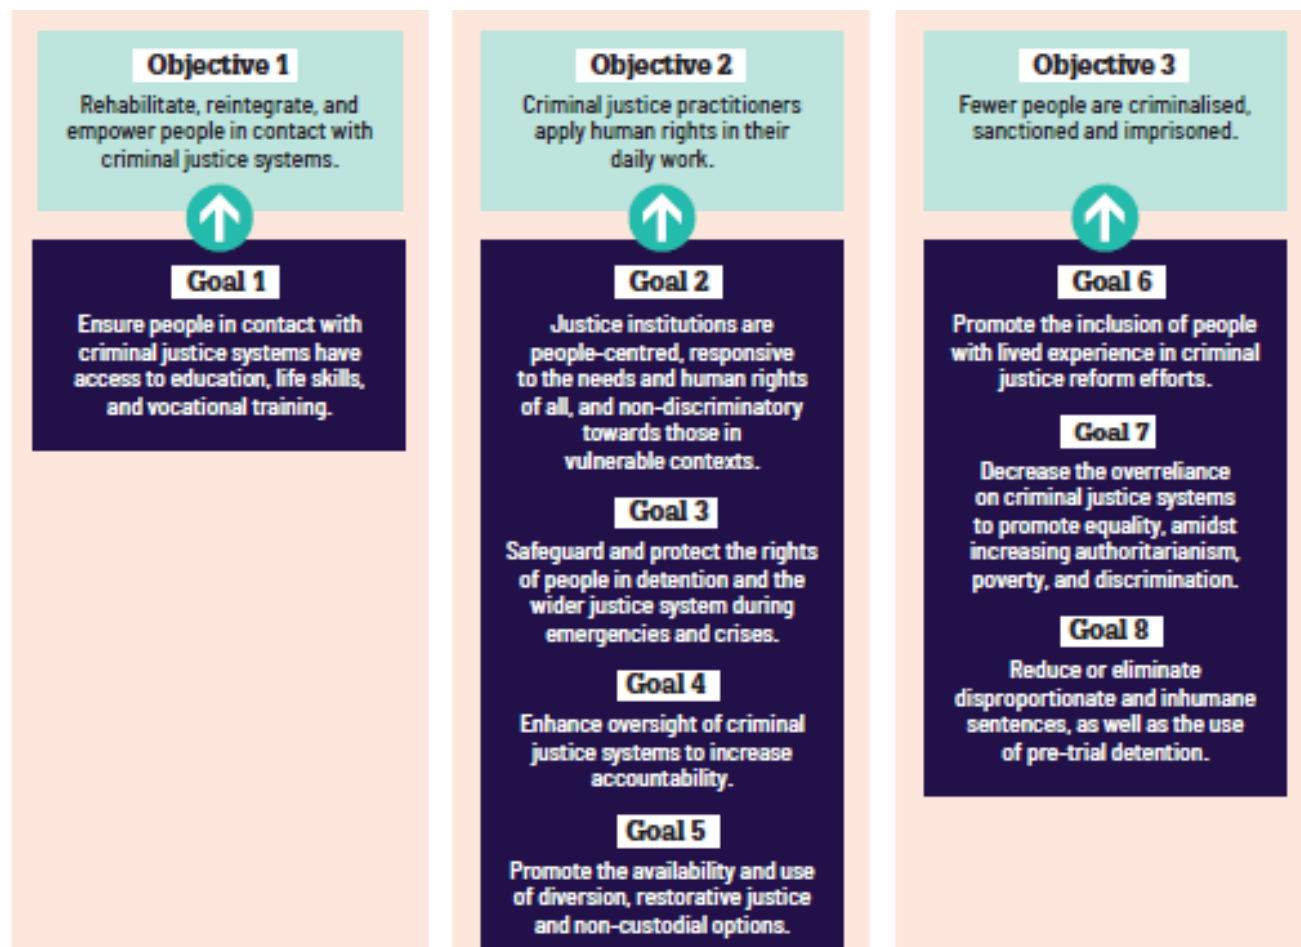 Objective 1
Rehabilitate, reintegrate, and
empower people in contact with
criminal justice systems.
Goal 1
Ensure people in contact with
criminal justice systems have
access to education, life skills,
and vocational training.
Objective 2
Criminal justice practitioners
apply human rights in their
daily work.
Goal 2
Justice institutions are
people-centred, responsive
to the needs and human rights
of all, and non-discriminatory
towards those in
vulnerable contexts.
Goal 3
Safeguard and protect the rights
of people in detention and the
wider justice system during
emergencies and crises.
Goal 4
Enhance oversight of criminal
justice systems to increase
accountability.
Goal 5
Promote the availability and use
of diversion, restorative justice
and non-custodial options.
Objective 3
Fewer people are criminalised,
sanctioned and imprisoned.
Goal 6
Promote the inclusion of people
with lived experience in criminal
justice reform efforts.
Goal 7
Decrease the overreliance
on criminal justice systems
to promote equality, amidst
increasing authoritarianism,
poverty, and discrimination.
Goal 8
Reduce or eliminate
disproportionate and inhumane
sentences, as well as the use
of pre-trial detention.